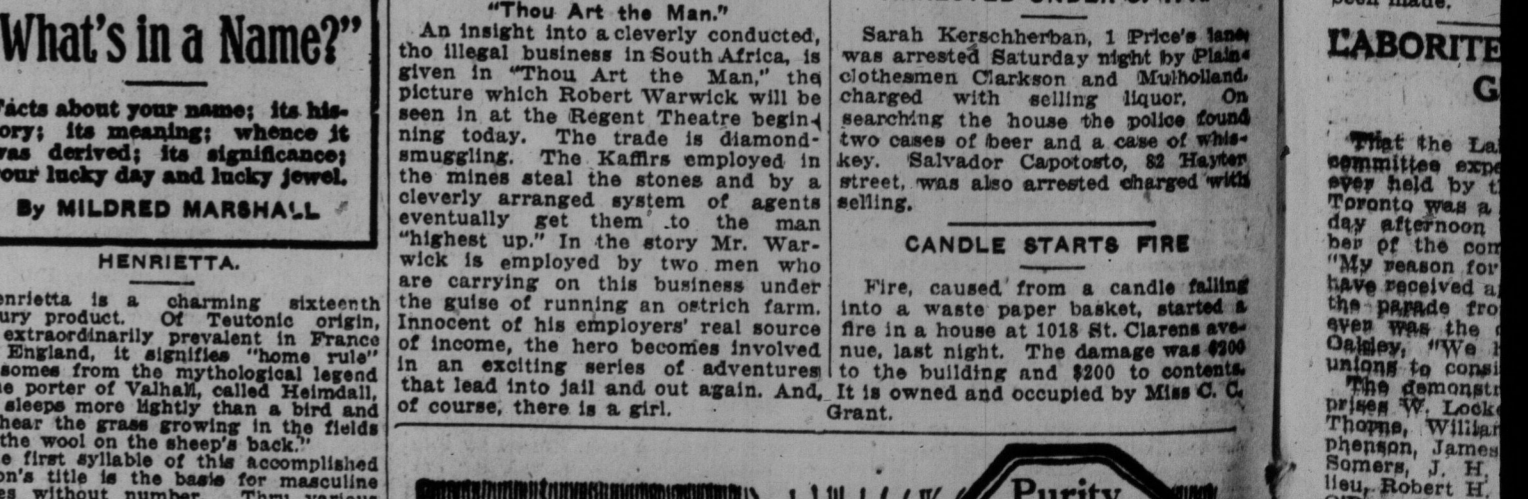 What's in a Name?"
Facts about your name; its his-
ory; its meaning; whence it
was derived; its significance;
your lucky day and lucky jewel.
By MILDRED MARSHALL
HENRIETTA.
enrietta is a charming sixteenth
ury product. Of Teutonic origin,
extraordinarily prevalent in France
England, it signifies "home rule"
somes from the mythological legend
e porter of Valhall, called Heimdall,
sleeps more lightly than a bird and
hear the grass growing in the fields
the wool on the sheep's back."
e first syllable of this accomplished
on's title is the basis for masculine
es without number. Thru various
"Thou Art the Man."
An insight into a cleverly conducted,
tho illegal business in South Africa, is
given in "Thou Art the Man," the
picture which Robert Warwick will be
seen in at the Regent Theatre begin-
ning today. The trade is diamond-
smuggling. The Kaffirs employed in
the mines steal the stones and by a
cleverly arranged system of agents
eventually get them to the man
"highest up." In the story Mr. War-
wick is employed by two men who
are carrying on this business under
the guise of running an ostrich farm.
Innocent of his employers' real source
of income, the hero becomes involved
in an exciting series of adventures
that lead into jail and out again. And,
of course, there is a girl.
Sarah Kerschherban, 1 Price's lane,
was arrested Saturday night by Plain-
clothesmen Clarkson and Mulholland,
charged with selling liquor. On
searching the house the police found
two cases of beer and a case of whis-
key. Salvador Capotosto, 82 Hayter
street, was also arrested charged with
selling.
CANDLE STARTS FIRE
Fire, caused from a candle falling
into a waste paper basket, started a
fire in a house at 1018 St. Clarens ave-
nue, last night. The damage was $200
to the building and $200 to contents.
It is owned and occupied by Miss C. C.
Grant.
Purity
made.
LABORITE
G
That the La
committee expe
ever held by t
Toronto was a
day afternoon
ber of the com
"My reason for
have received a
the parade fro
even was the
Oakley, "We
unions to consi
The demonstr
prises W. Locke
Thorne, William
phenson, James
Somers, J. H.
lieu, Robert H